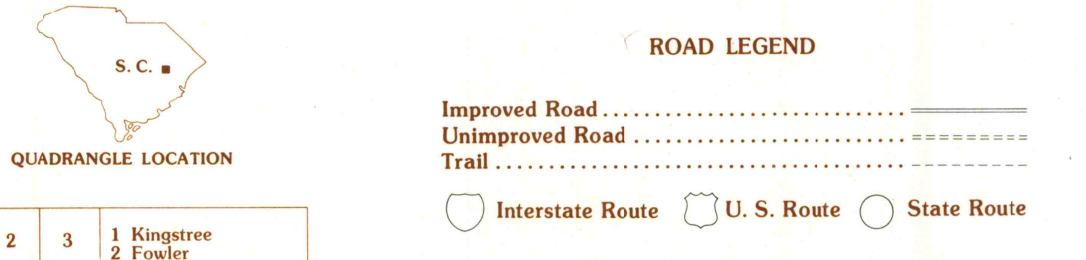 S. C.
QUADRANGLE LOCATION
2 3
1 Kingstree
2 Fowler
ROAD LEGEND
Improved Road
Unimproved Road
Trail
Interstate Route U. S. Route State Route